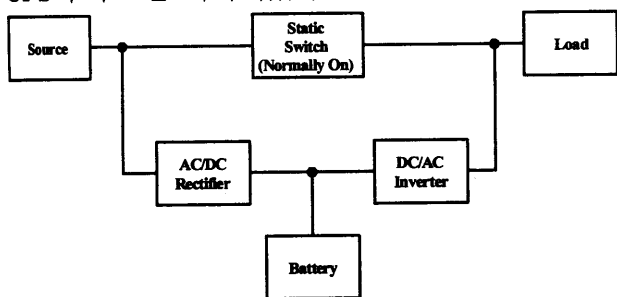 Source
Static
Switch
(Normally On)
Load
AC/DC
Rectifier
DC/AC
Inverter
Battery